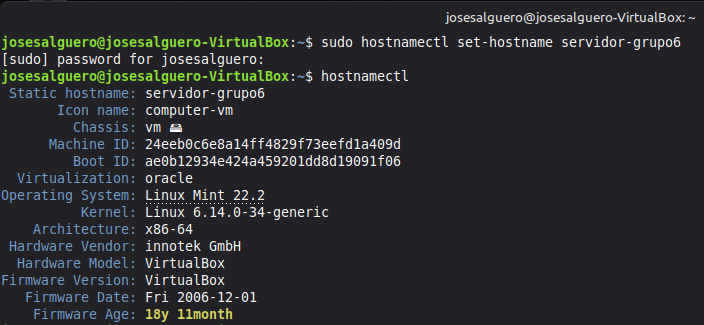 josesalguero@josesalguero-VirtualBox: ~
josesalguero@josesalguero-VirtualBox:~$ sudo hostnamectl set-hostname servidor-grupo6
[sudo] password for josesalguero:
josesalguero@josesalguero-VirtualBox:~$ hostnamectl
Static hostname: servidor-grupo6
Icon name: computer-vm
Chassis: vm 🖴
Machine ID: 24eeb0c6e8a14ff4829f73eefd1a409d
Boot ID: ae0b12934e424a459201dd8d19091f06
Virtualization: oracle
Operating System: Linux Mint 22.2
Kernel: Linux 6.14.0-34-generic
Architecture: x86-64
Hardware Vendor: innotek GmbH
Hardware Model: VirtualBox
Firmware Version: VirtualBox
Firmware Date: Fri 2006-12-01
Firmware Age: 18y 11month